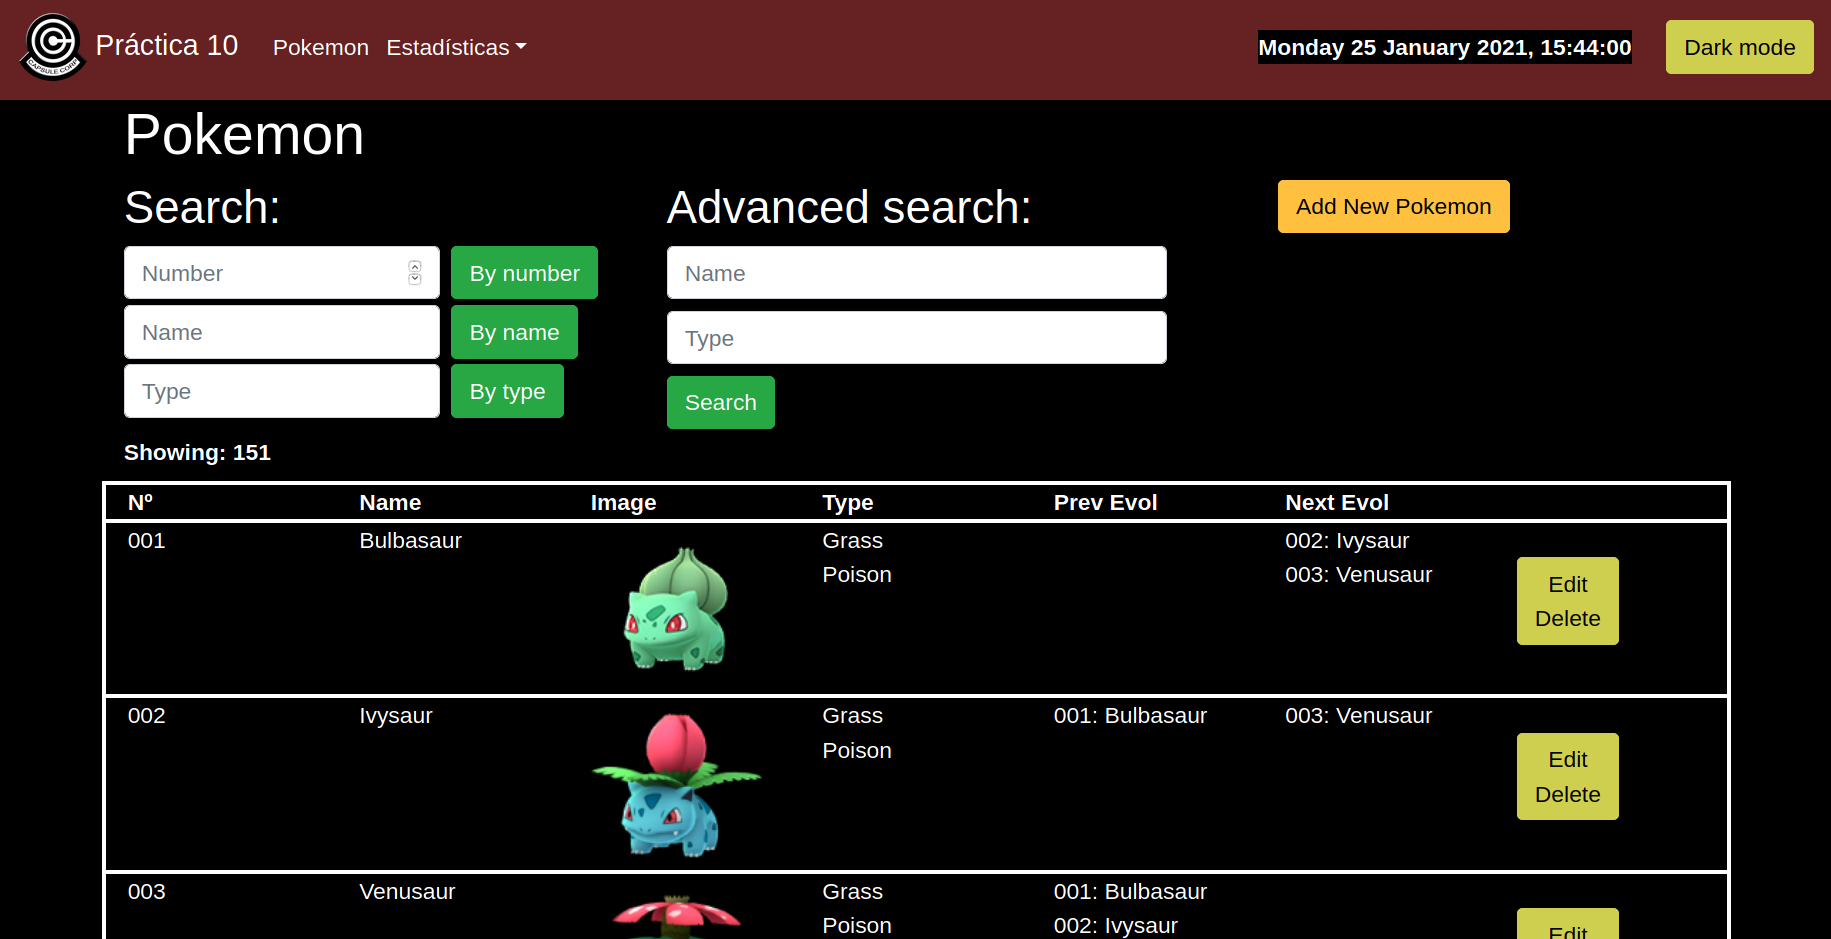 CAPSULE CORP
Práctica 10
Pokemon
Estadísticas
Monday 25 January 2021, 15:44:00
Dark mode
Pokemon
Search:
Advanced search:
Add New Pokemon
Number
By number
Name
Name
By name
Type
Type
By type
Search
Showing: 151
Nº Name Image Type Prev Evol Next Evol
001 Bulbasaur Grass 002: Ivysaur
Poison 003: Venusaur
Edit
Delete
002 Ivysaur Grass 001: Bulbasaur 003: Venusaur
Poison
Edit
Delete
003 Venusaur Grass 001: Bulbasaur
Poison 002: Ivysaur
Edit